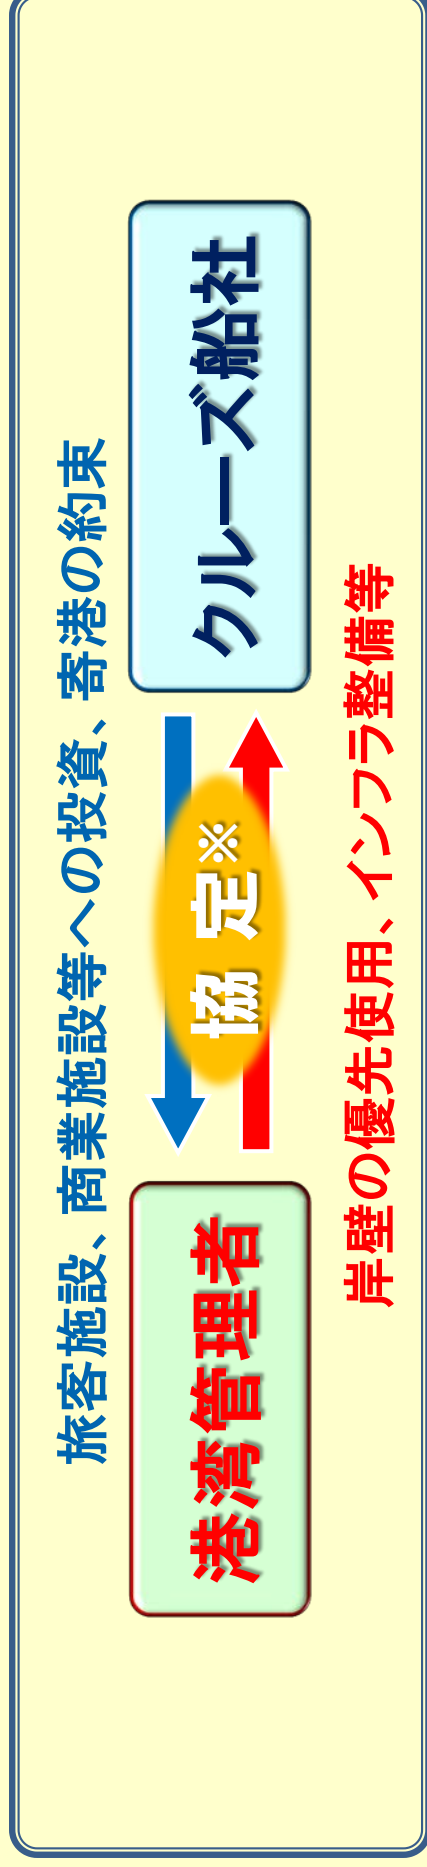 旅客施設、商業施設等への投資、寄港の約束
港湾管理者
協 定※
クルーズ船社
岸壁の優先使用、インフラ整備等